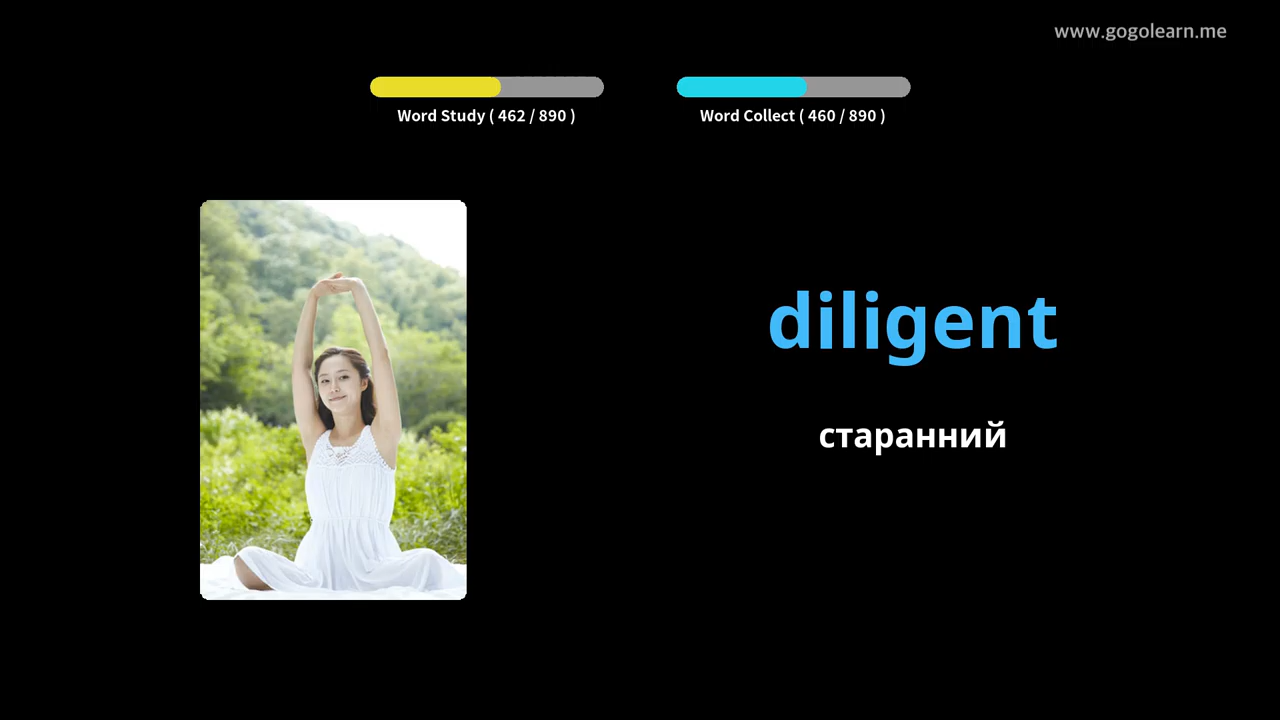 www.gogolearn.me
Word Study ( 462 / 890 )
Word Collect ( 460 / 890 )
diligent
старанний